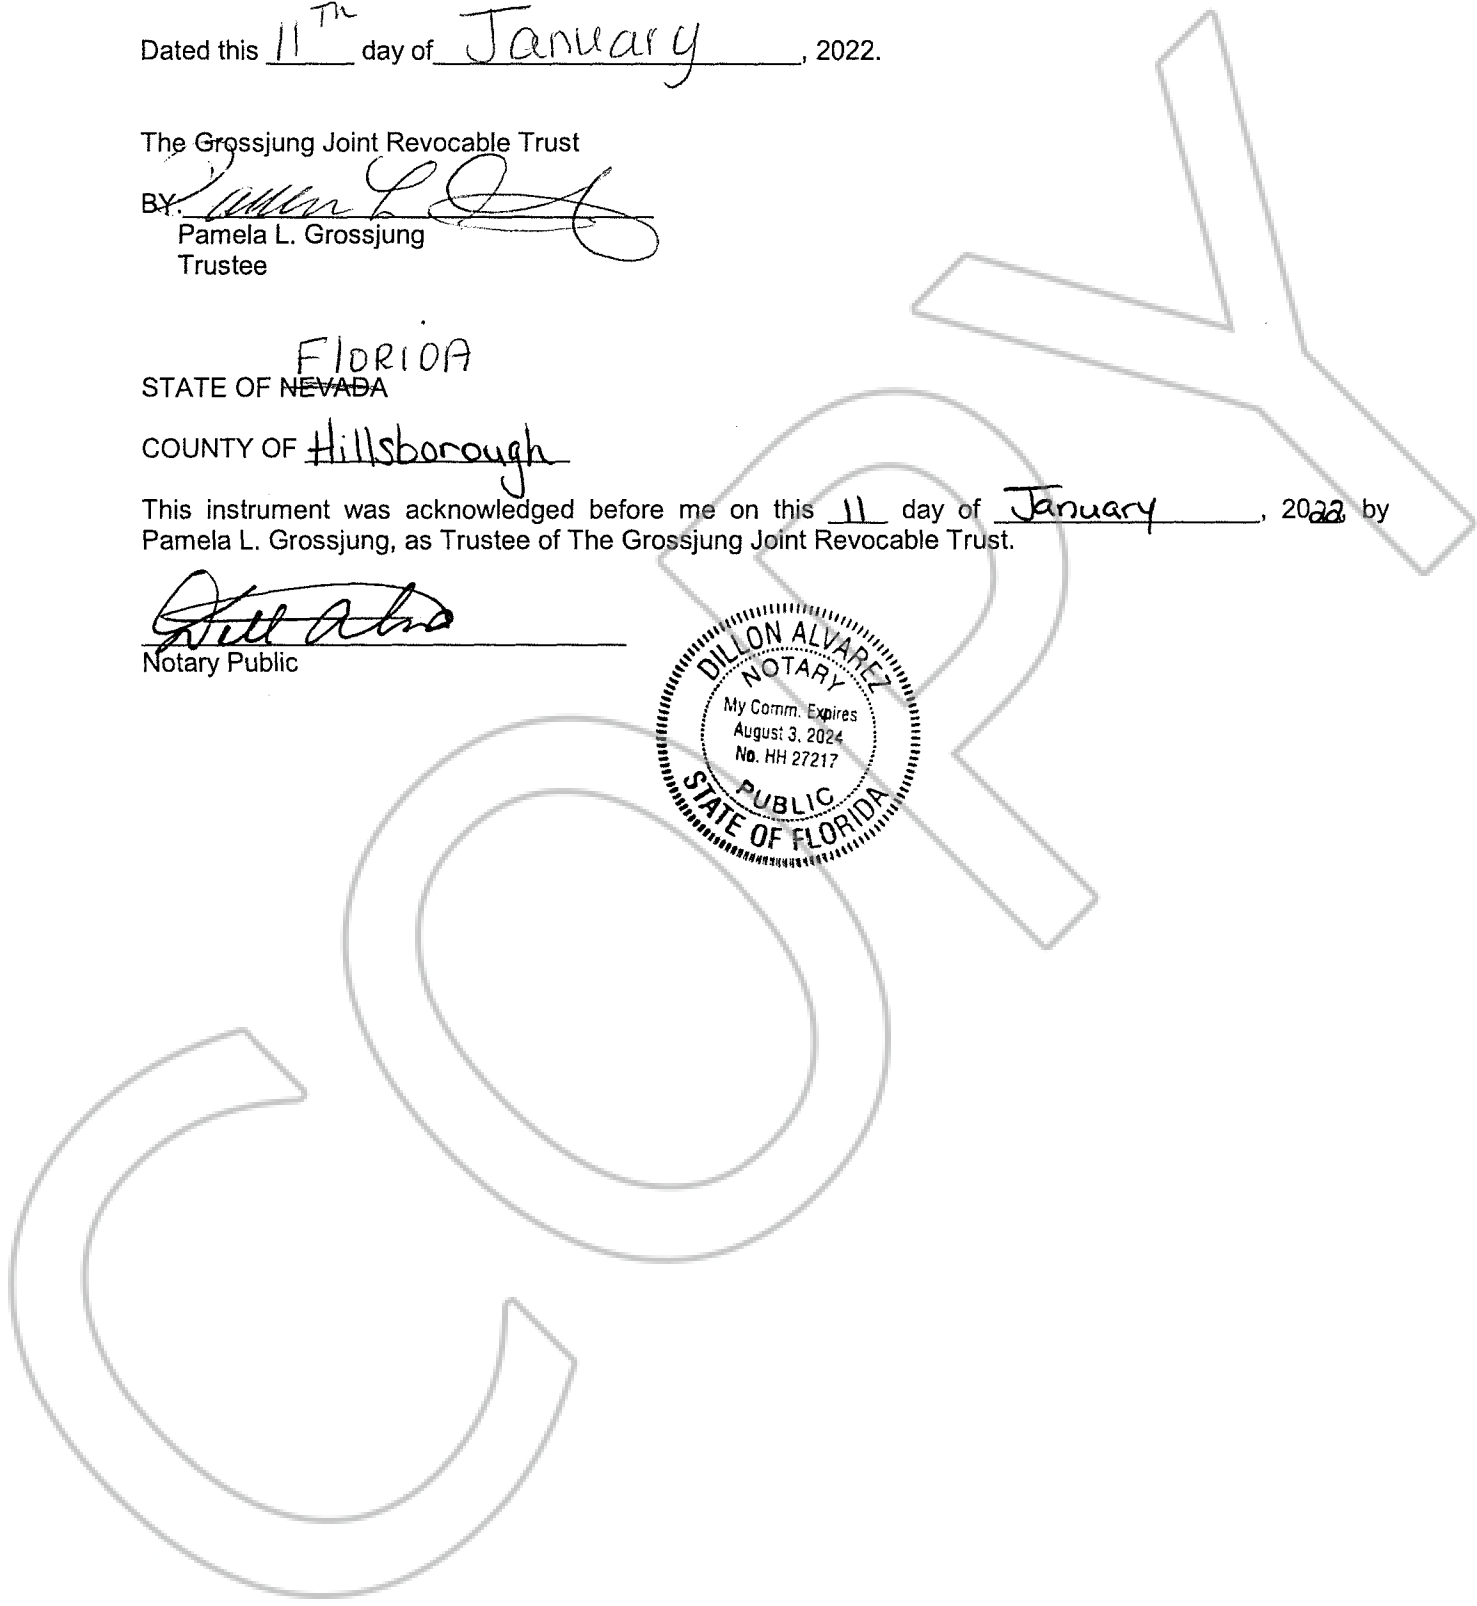 Dated this 11Th day of January, 2022.
The Grossjung Joint Revocable Trust
BY:
Pamela L. Grossjung
Trustee
FlORIDA
STATE OF NEVADA
COUNTY OF Hillsborough
This instrument was acknowledged before me on this 11 day of January, 2022 by
Pamela L. Grossjung, as Trustee of The Grossjung Joint Revocable Trust.
Notary Public
DILLON ALVAREZ
NOTARY
My Comm. Expires
August 3, 2024
No. HH 27217
PUBLIC
STATE OF FLORIDA
COPY